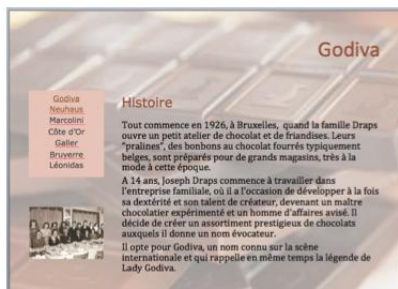 Godiva
Godiva
Neuhaus
Marcolini
Côte d'Or
Galler
Bruyerre
Léonidas
Histoire
Tout commence en 1926, à Bruxelles, quand la famille Draps
ouvre un petit atelier de chocolat et de friandises. Leurs
"pralines", des bonbons au chocolat fourrés typiquement
belges, sont préparés pour de grands magasins, très à la
mode à cette époque.
A 14 ans, Joseph Draps commence à travailler dans
l'entreprise familiale, où il a l'occasion de développer à la fois
sa dextérité et son talent de créateur, devenant un maître
chocolatier expérimenté et un homme d'affaires avisé. Il
décide de créer un assortiment prestigieux de chocolats
auxquels il donne un nom évocateur.
Il opte pour Godiva, un nom connu sur la scène
internationale et qui rappelle en même temps la légende de
Lady Godiva.